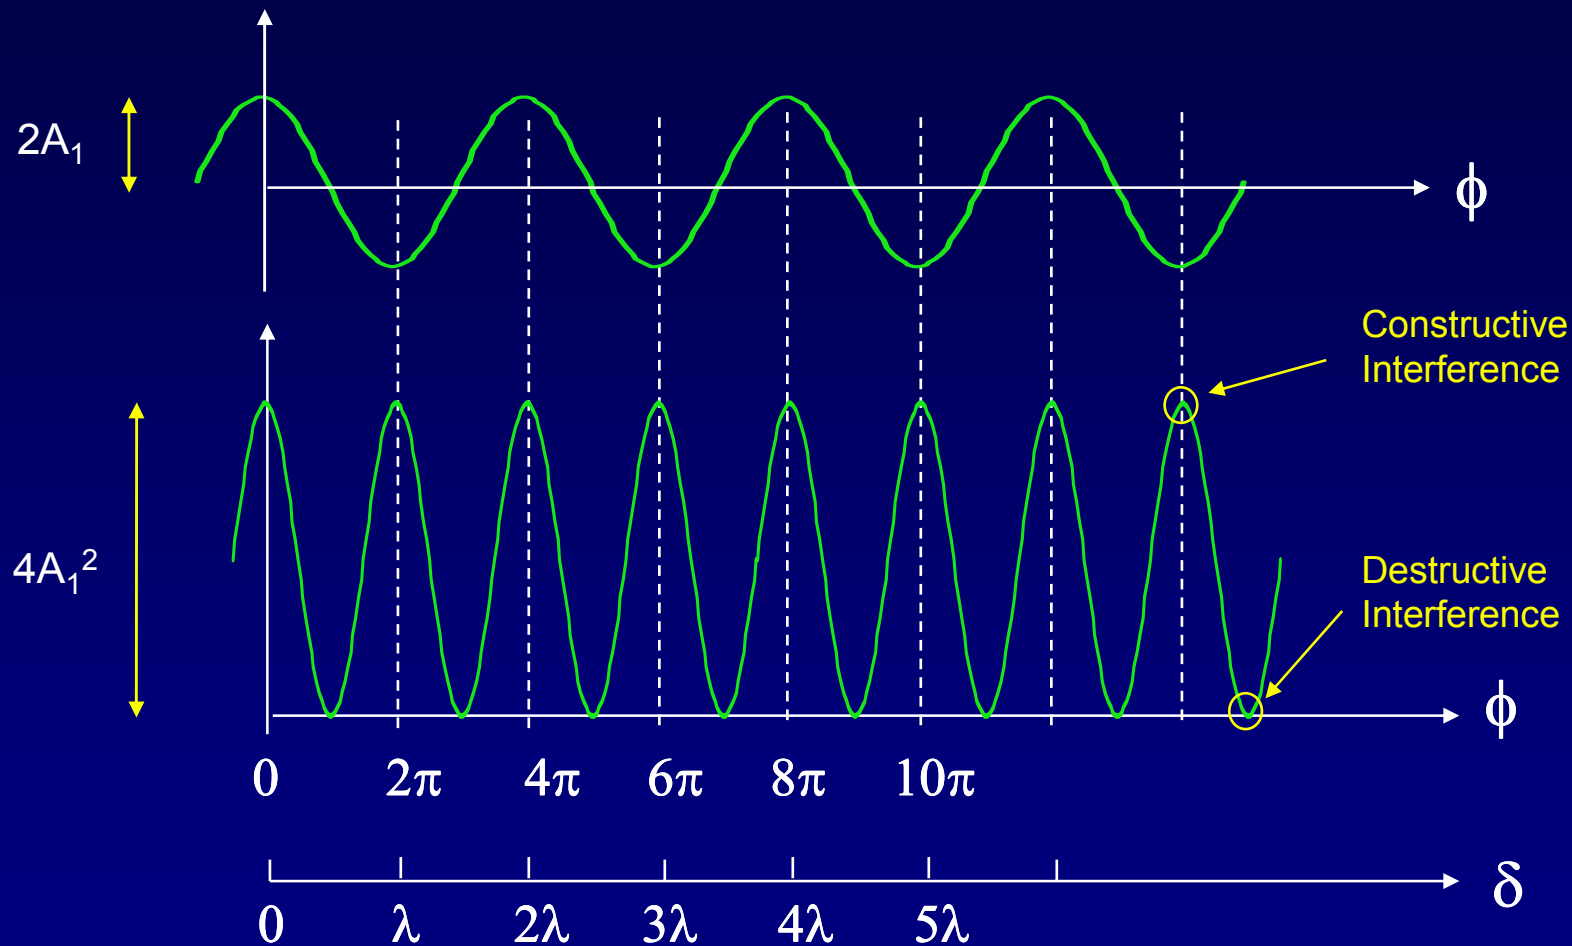 2A₁
ϕ
Constructive
Interference
4A₁²
Destructive
Interference
ϕ
0 2π 4π 6π 8π 10π
δ
0 λ 2λ 3λ 4λ 5λ